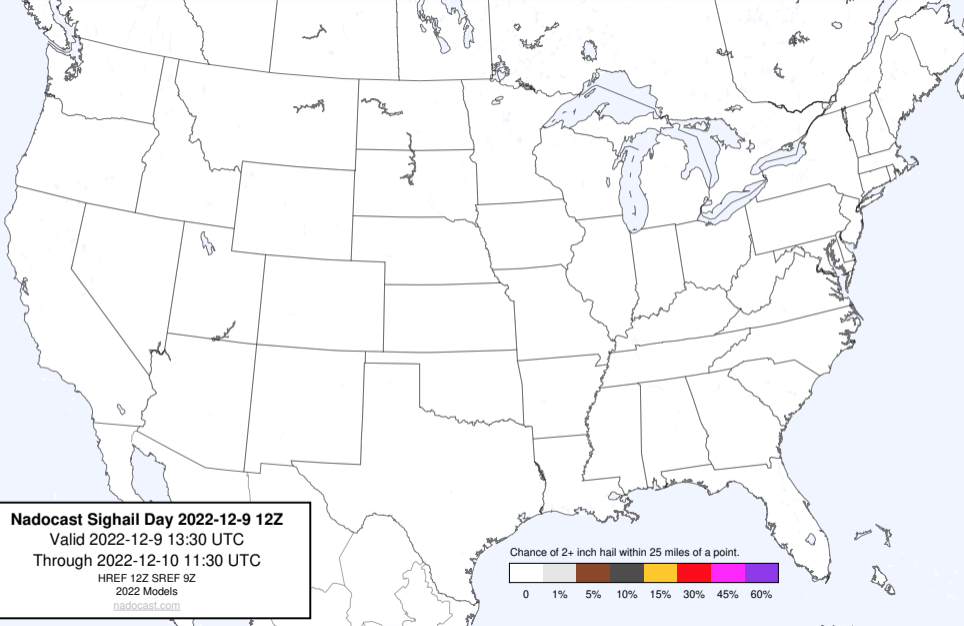 Nadocast Sighail Day 2022-12-9 12Z
Valid 2022-12-9 13:30 UTC
Through 2022-12-10 11:30 UTC
HREF 12Z SREF 9Z
2022 Models
nadocast.com
Chance of 2+ inch hail within 25 miles of a point.
0 1% 5% 10% 15% 30% 45% 60%